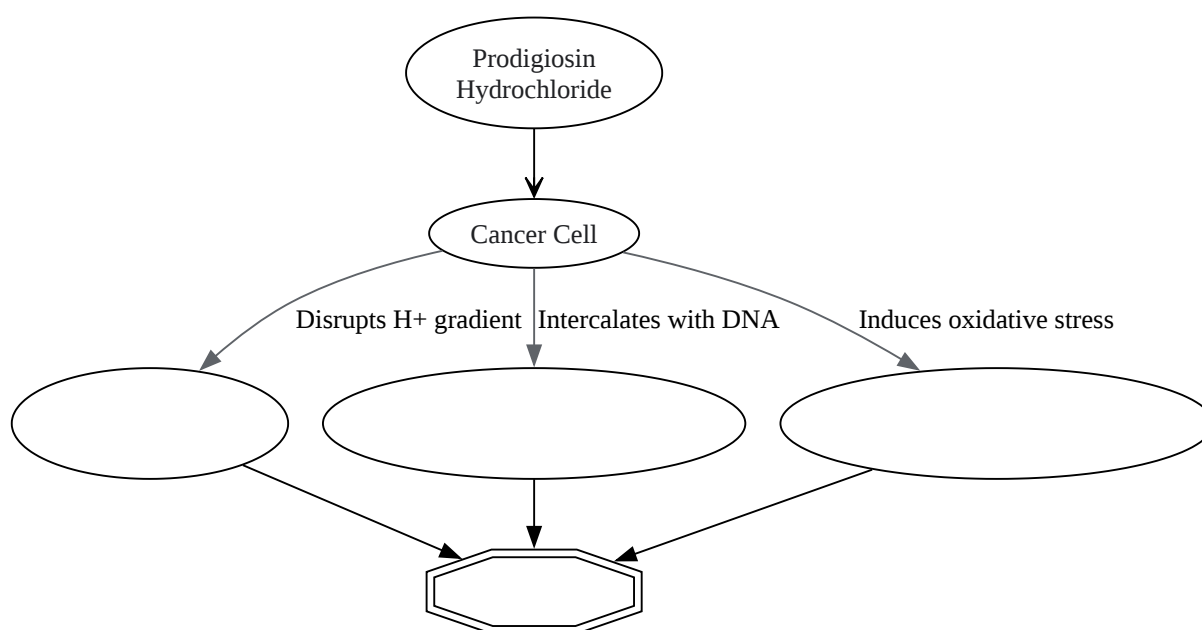 Prodigiosin
Hydrochloride
Cancer Cell
Disrupts H+ gradient
Intercalates with DNA
Induces oxidative stress